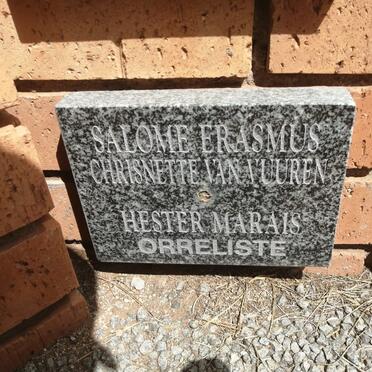 SALOME ERASMUS
CHRISNETTE VAN VUUREN
HESTER MARAIS
ORRELISTE